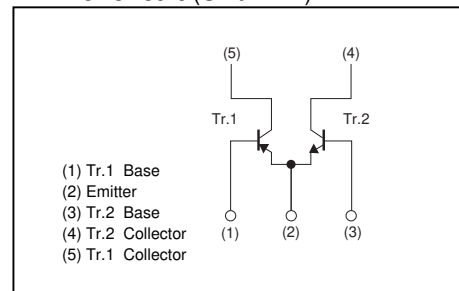 (5) (4)
Tr.1 Tr.2
(1) Tr.1 Base
(2) Emitter
(3) Tr.2 Base
(4) Tr.2 Collector
(5) Tr.1 Collector
(1) (2) (3)